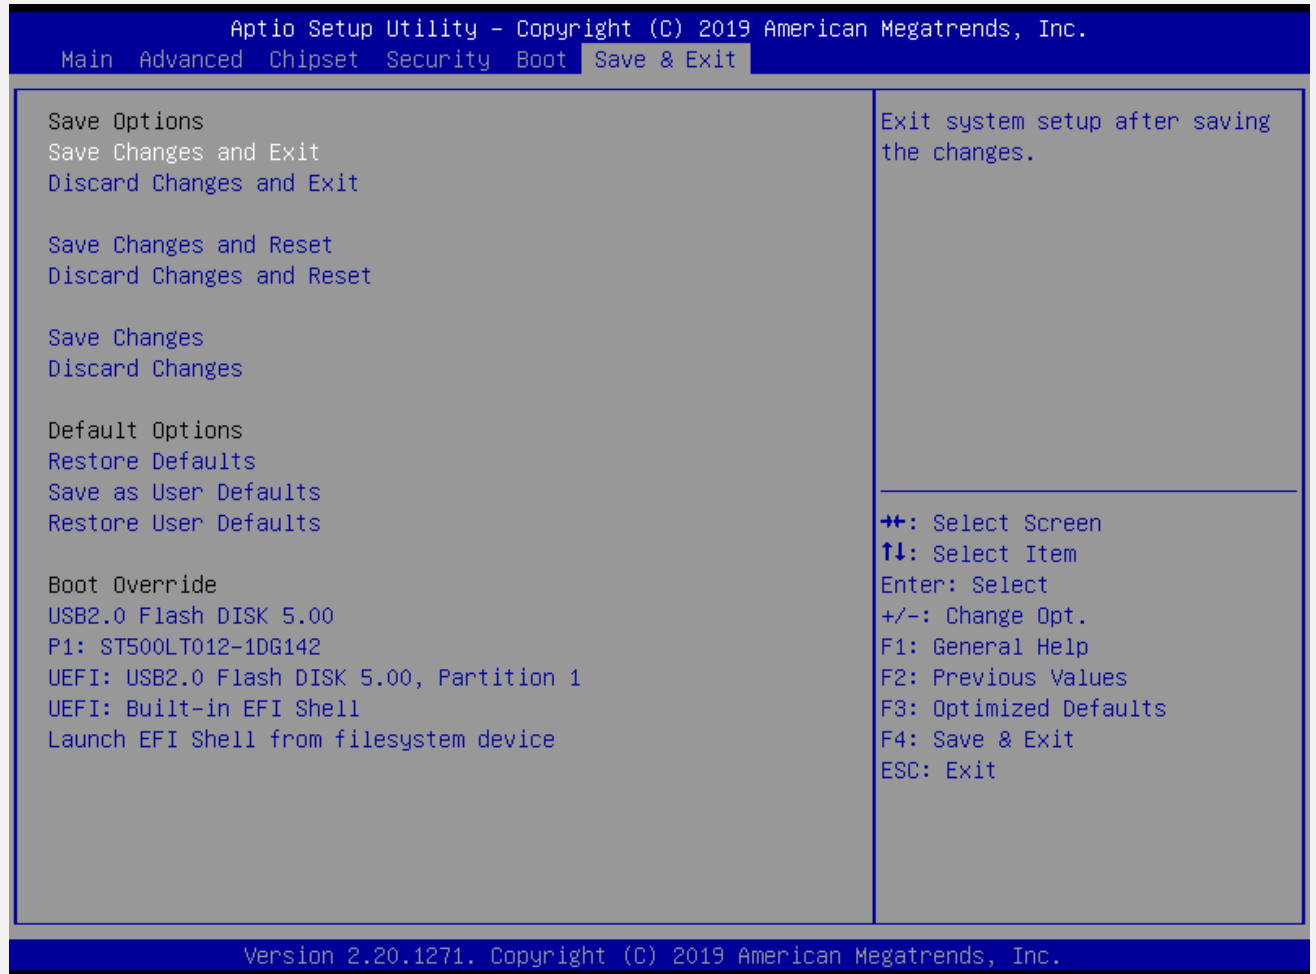 Aptio Setup Utility – Copyright (C) 2019 American Megatrends, Inc.
Main Advanced Chipset Security Boot Save & Exit
Save Options
Save Changes and Exit
Discard Changes and Exit
Save Changes and Reset
Discard Changes and Reset
Save Changes
Discard Changes
Default Options
Restore Defaults
Save as User Defaults
Restore User Defaults
Boot Override
USB2.0 Flash DISK 5.00
P1: ST500LT012-1DG142
UEFI: USB2.0 Flash DISK 5.00, Partition 1
UEFI: Built-in EFI Shell
Launch EFI Shell from filesystem device
Exit system setup after saving
the changes.
→←: Select Screen
↑↓: Select Item
Enter: Select
+/-: Change Opt.
F1: General Help
F2: Previous Values
F3: Optimized Defaults
F4: Save & Exit
ESC: Exit
Version 2.20.1271. Copyright (C) 2019 American Megatrends, Inc.